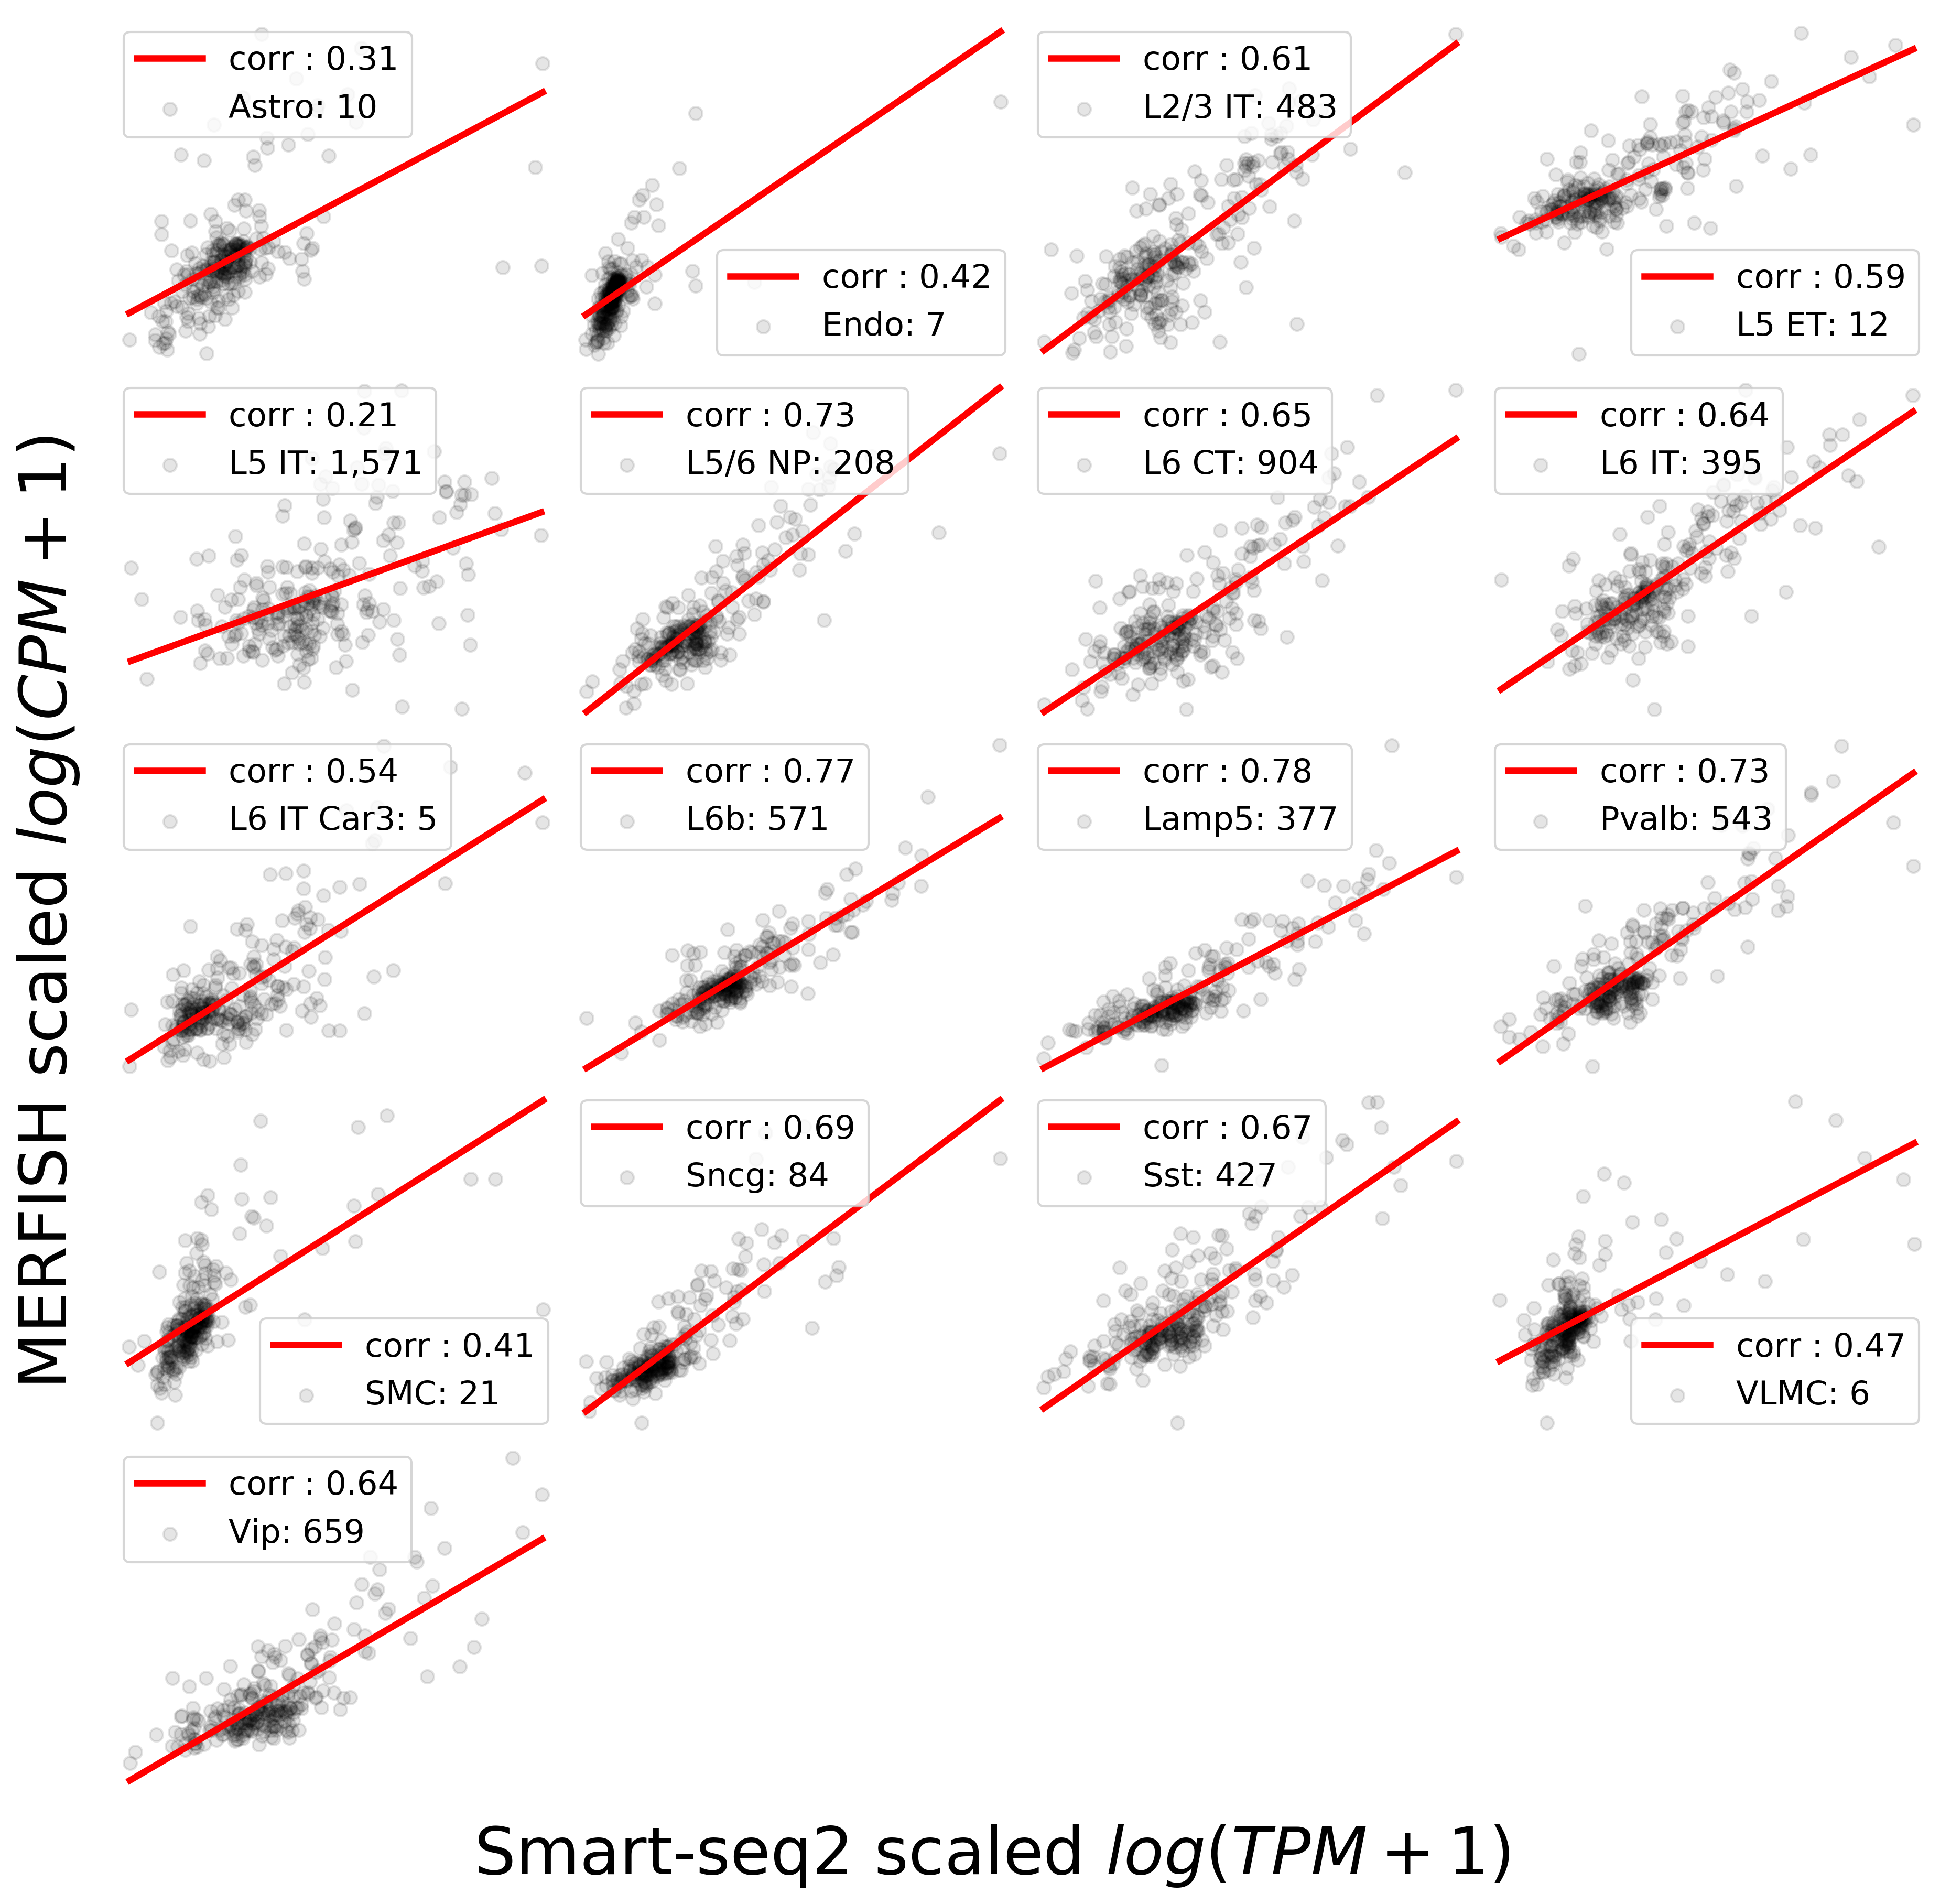 MERFISH scaled log(CPM + 1)
corr : 0.31
Astro: 10
corr : 0.42
Endo: 7
corr : 0.61
L2/3 IT: 483
corr : 0.59
L5 ET: 12
corr : 0.21
L5 IT: 1,571
corr : 0.73
L5/6 NP: 208
corr : 0.65
L6 CT: 904
corr : 0.64
L6 IT: 395
corr : 0.54
L6 IT Car3: 5
corr : 0.77
L6b: 571
corr : 0.78
Lamp5: 377
corr : 0.73
Pvalb: 543
corr : 0.41
SMC: 21
corr : 0.69
Sncg: 84
corr : 0.67
Sst: 427
corr : 0.47
VLMC: 6
corr : 0.64
Vip: 659
Smart-seq2 scaled log(TPM + 1)